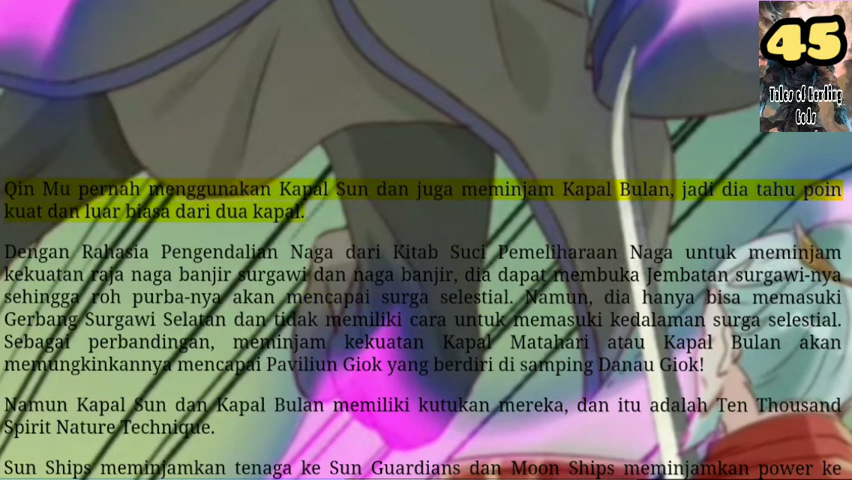 45
Tales of Herding
Gods
Qin Mu pernah menggunakan Kapal Sun dan juga meminjam Kapal Bulan, jadi dia tahu poin
kuat dan luar biasa dari dua kapal.
Dengan Rahasia Pengendalian Naga dari Kitab Suci Pemeliharaan Naga untuk meminjam
kekuatan raja naga banjir surgawi dan naga banjir, dia dapat membuka Jembatan surgawi-nya
sehingga roh purba-nya akan mencapai surga selestial. Namun, dia hanya bisa memasuki
Gerbang Surgawi Selatan dan tidak memiliki cara untuk memasuki kedalaman surga selestial.
Sebagai perbandingan, meminjam kekuatan Kapal Matahari atau Kapal Bulan akan
memungkinkannya mencapai Paviliun Giok yang berdiri di samping Danau Giok!
Namun Kapal Sun dan Kapal Bulan memiliki kutukan mereka, dan itu adalah Ten Thousand
Spirit Nature Technique.
Sun Ships meminjamkan tenaga ke Sun Guardians dan Moon Ships meminjamkan power ke